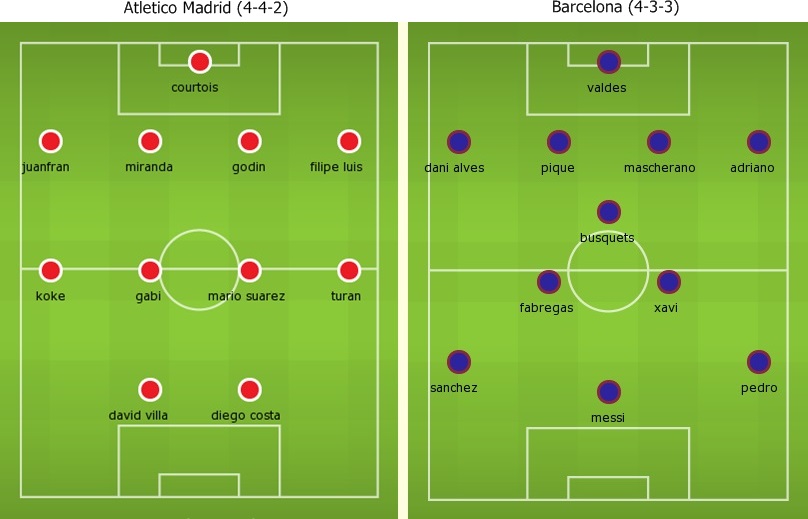 Atletico Madrid (4-4-2)
courtois
juanfran miranda godin filipe luis
koke gabi mario suarez turan
david villa diego costa
Barcelona (4-3-3)
valdes
dani alves pique mascherano adriano
busquets
fabregas xavi
sanchez pedro
messi